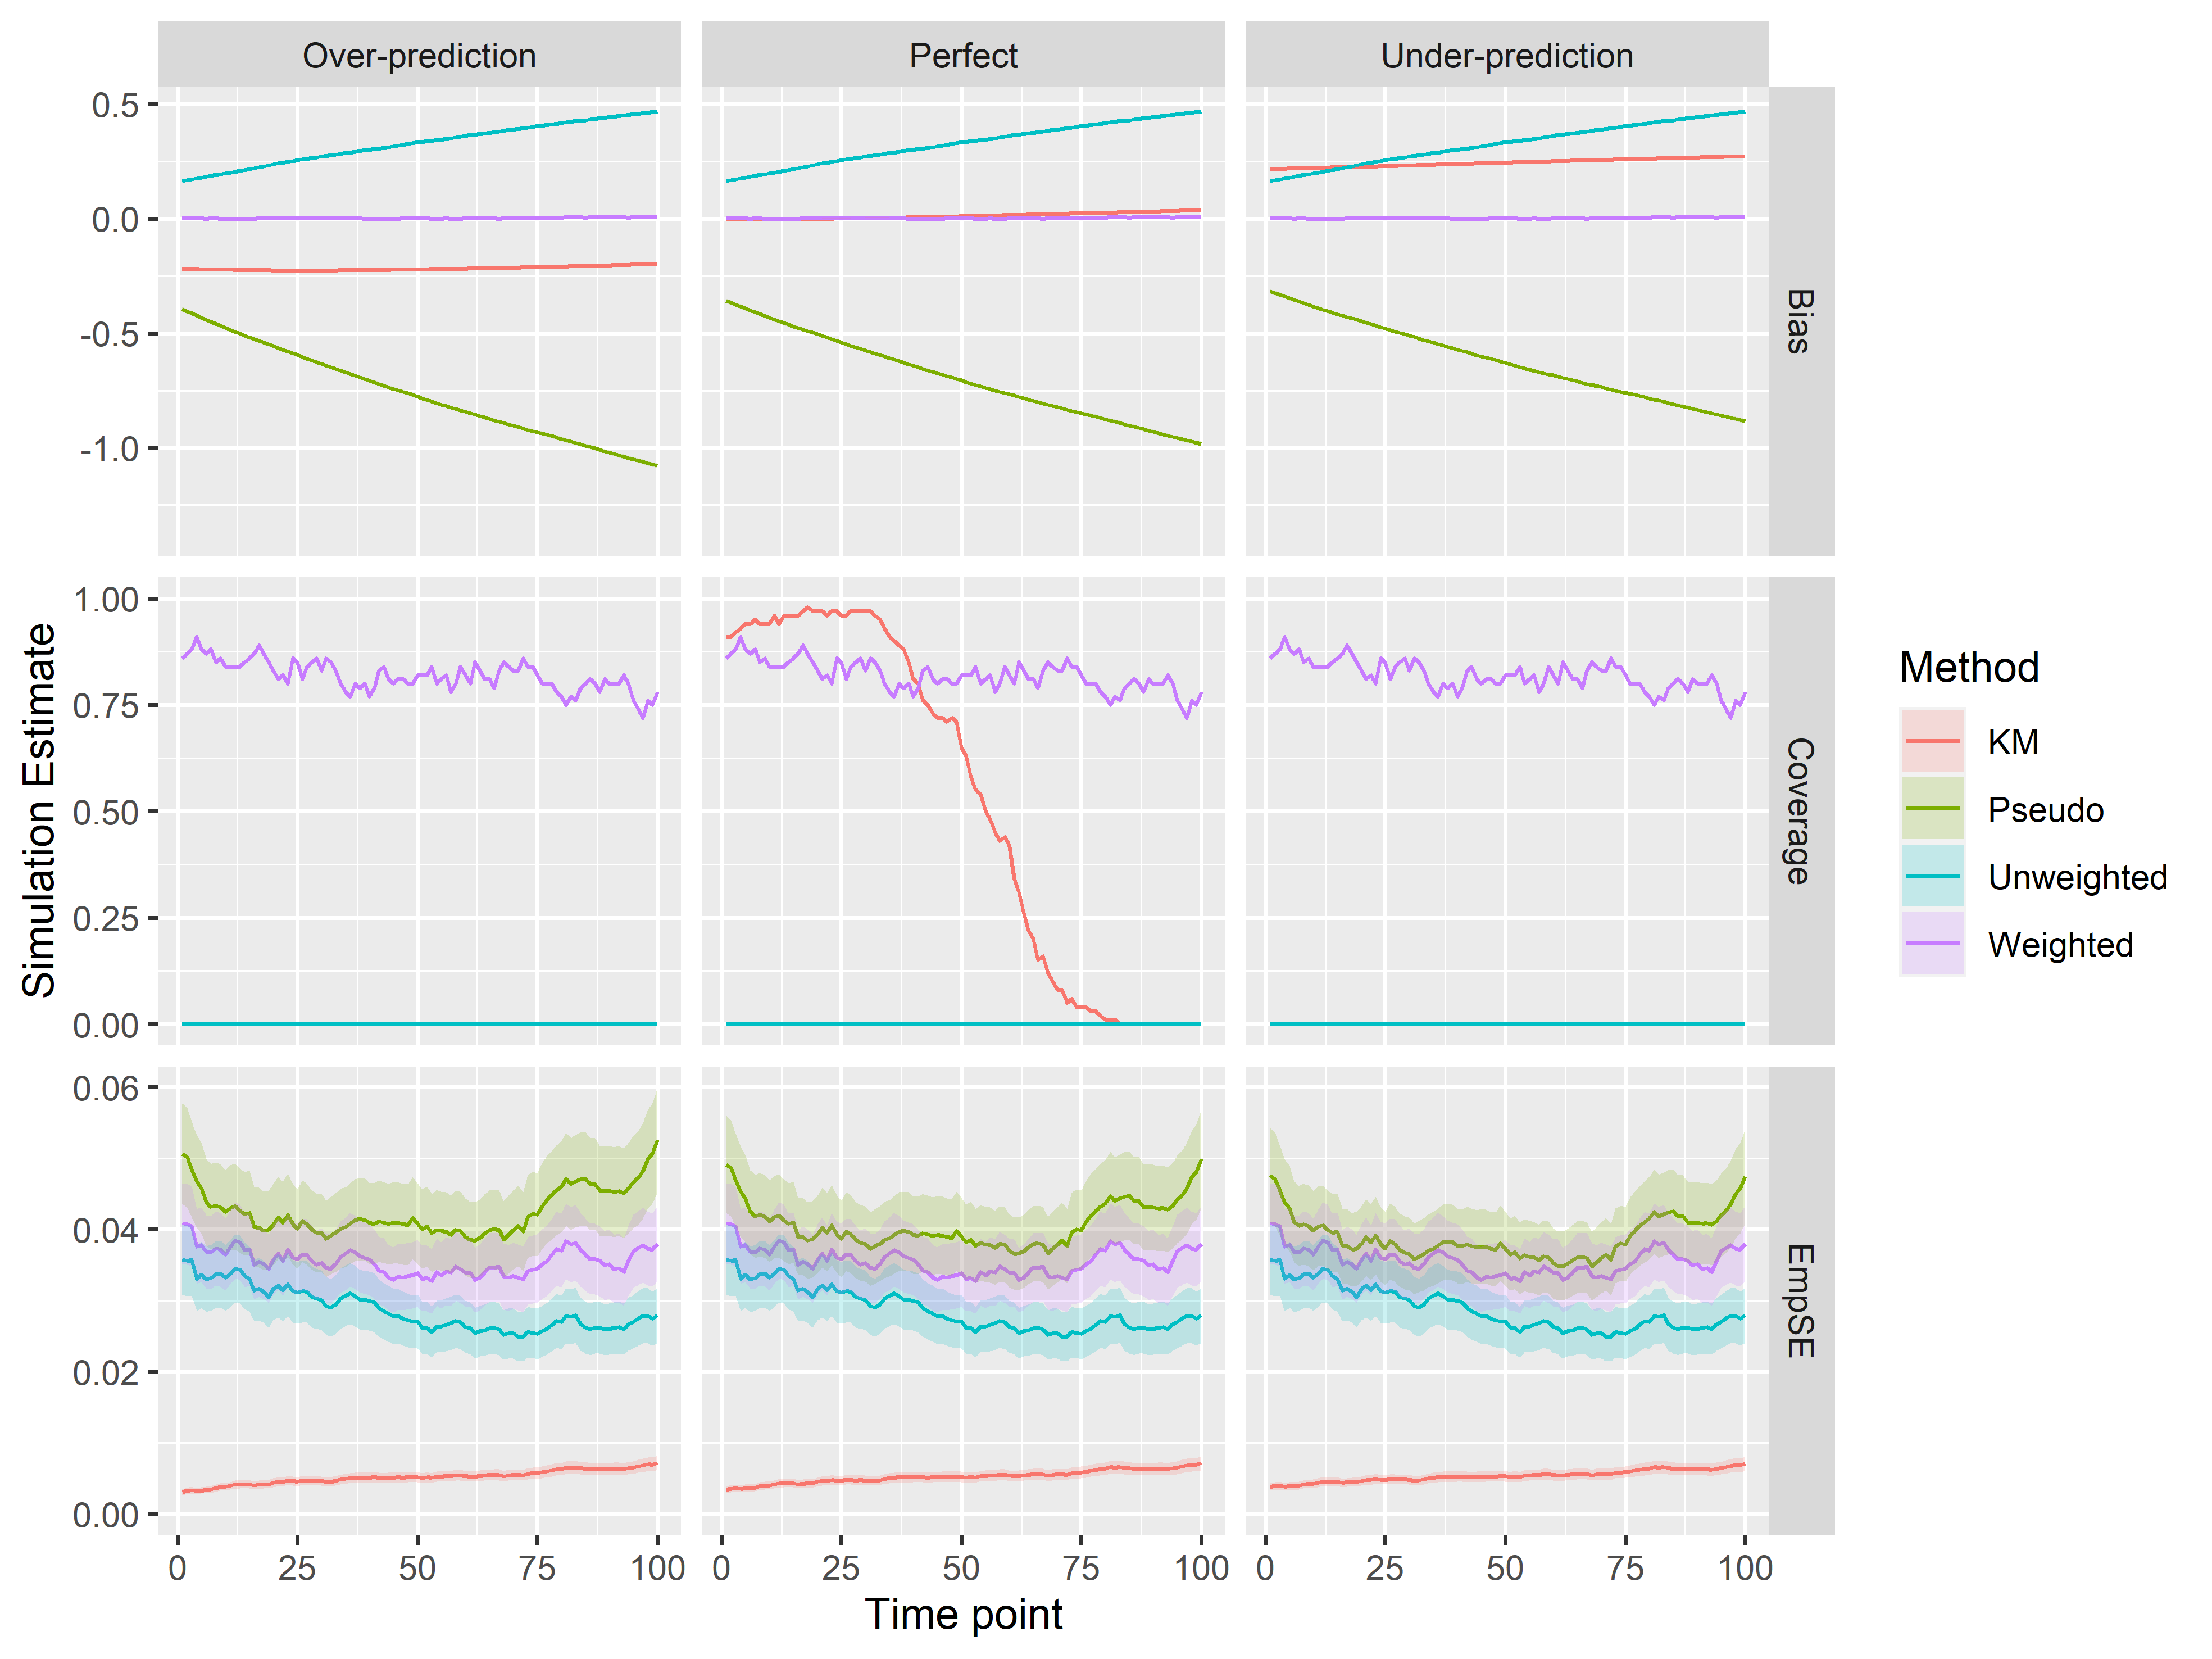 Over-prediction Perfect Under-prediction
0.5
0.0
-0.5
-1.0
Bias
1.00
0.75
0.50
0.25
0.00
Coverage
0.06
0.04
0.02
0.00
EmpSE
0 25 50 75 100 0 25 50 75 100 0 25 50 75 100
Time point
Simulation Estimate
Method
KM
Pseudo
Unweighted
Weighted